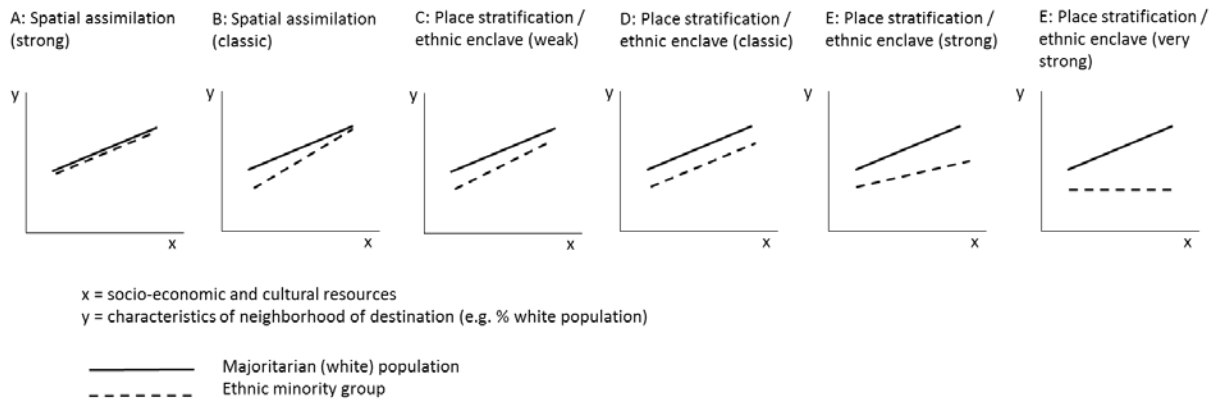 A: Spatial assimilation
(strong)
B: Spatial assimilation
(classic)
C: Place stratification /
ethnic enclave (weak)
D: Place stratification /
ethnic enclave (classic)
E: Place stratification /
ethnic enclave (strong)
E: Place stratification /
ethnic enclave (very
strong)
y
x
y
x
y
x
y
x
y
x
y
x
x = socio-economic and cultural resources
y = characteristics of neighborhood of destination (e.g. % white population)
Majoritarian (white) population
Ethnic minority group